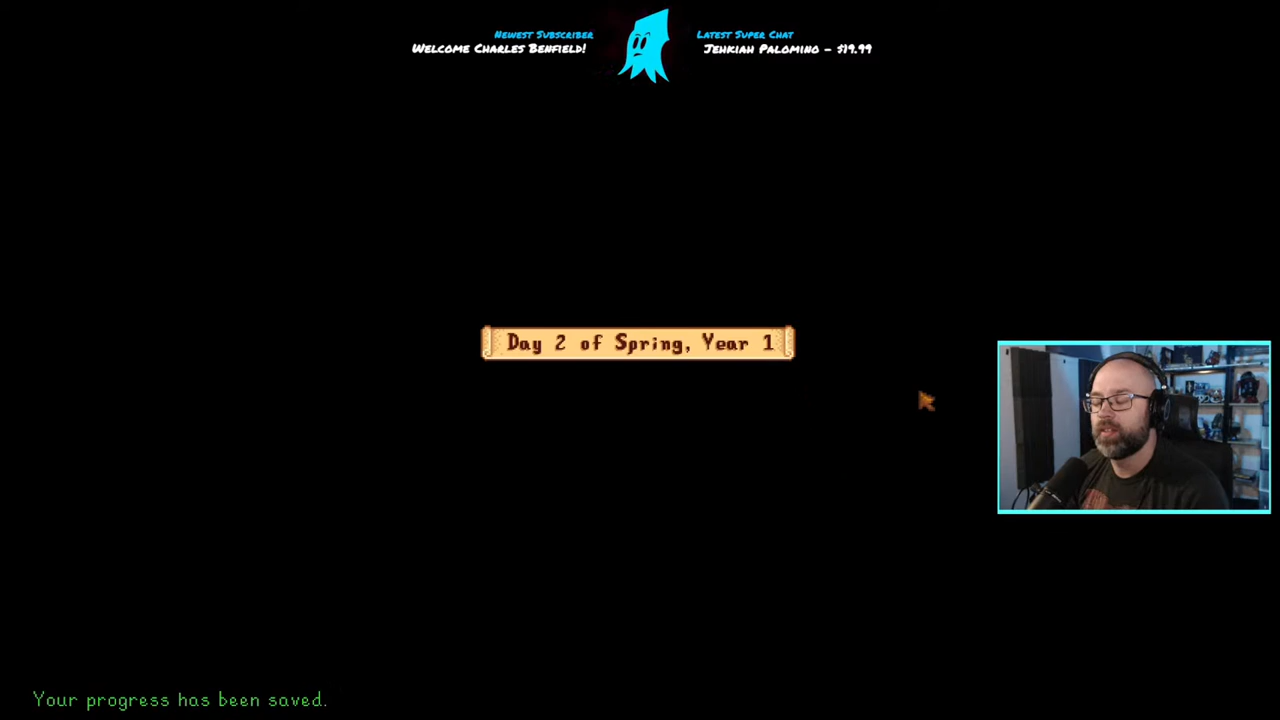 Newest Subscriber
Welcome Charles Benfield!
Latest Super Chat
Jehkiah Palomino - $19.99
Day 2 of Spring, Year 1
Your progress has been saved.